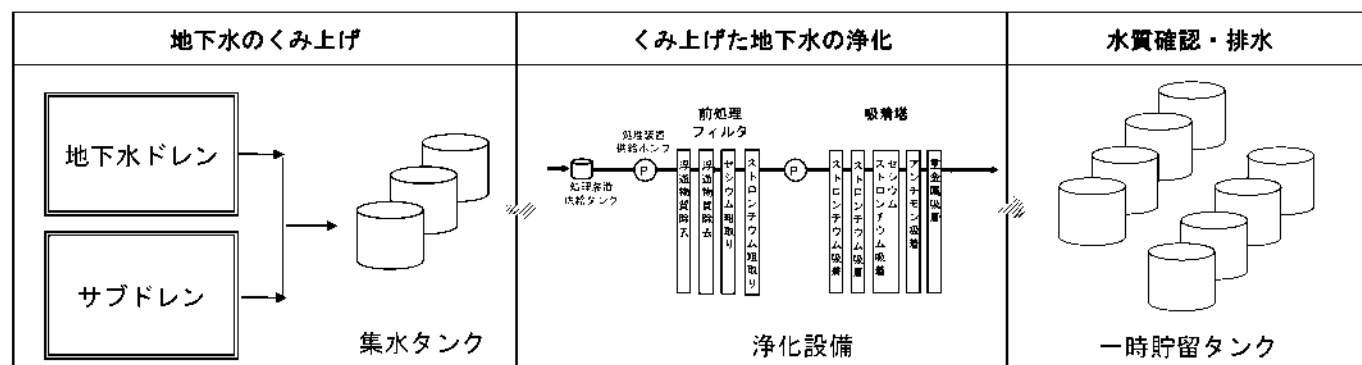 地下水のくみ上げ
くみ上げた地下水の浄化
水質確認・排水
地下水ドレン
サブドレン
集水タンク
処理装置
供給タンク
処理装置
供給ポンプ
P
前処理
フィルタ
浮遊物質除去
浮遊物質除去
セシウム粗取り
ストロンチウム粗取り
P
吸着塔
ストロンチウム吸着
ストロンチウム吸着
セシウム
ストロンチウム吸着
アンチモン吸着
重金属吸着
浄化設備
一時貯留タンク